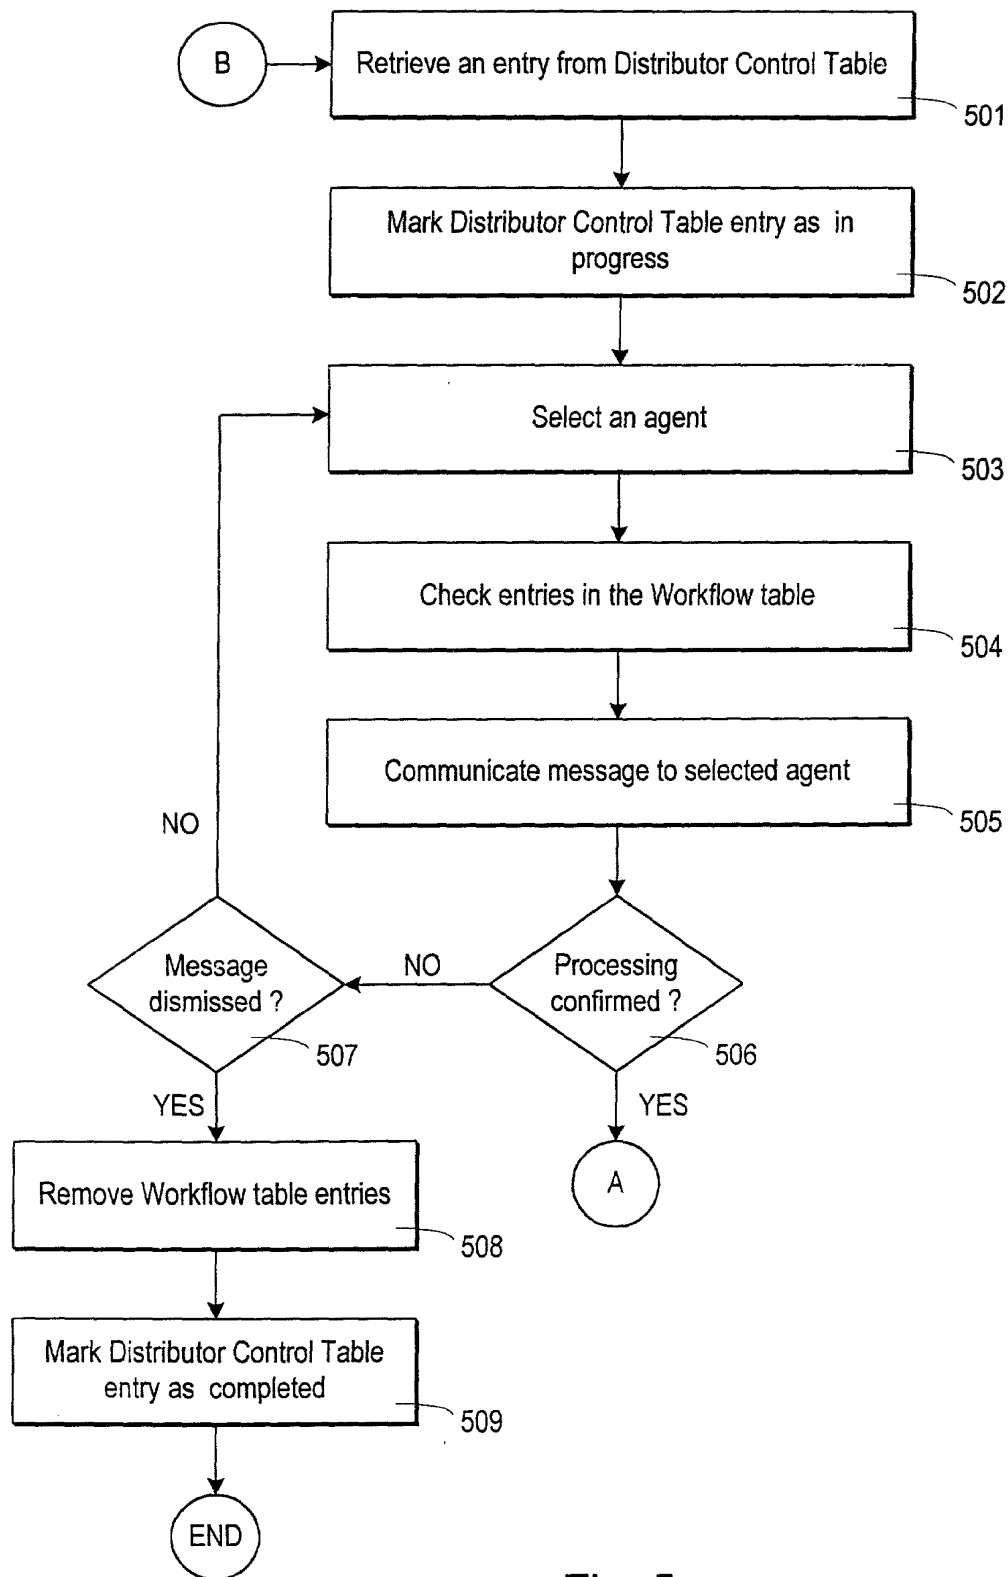 B
Retrieve an entry from Distributor Control Table
501
Mark Distributor Control Table entry as in
progress
502
Select an agent
503
Check entries in the Workflow table
504
Communicate message to selected agent
505
NO
Message
dismissed ?
507
NO
Processing
confirmed ?
506
YES
YES
A
Remove Workflow table entries
508
Mark Distributor Control Table
entry as completed
509
END